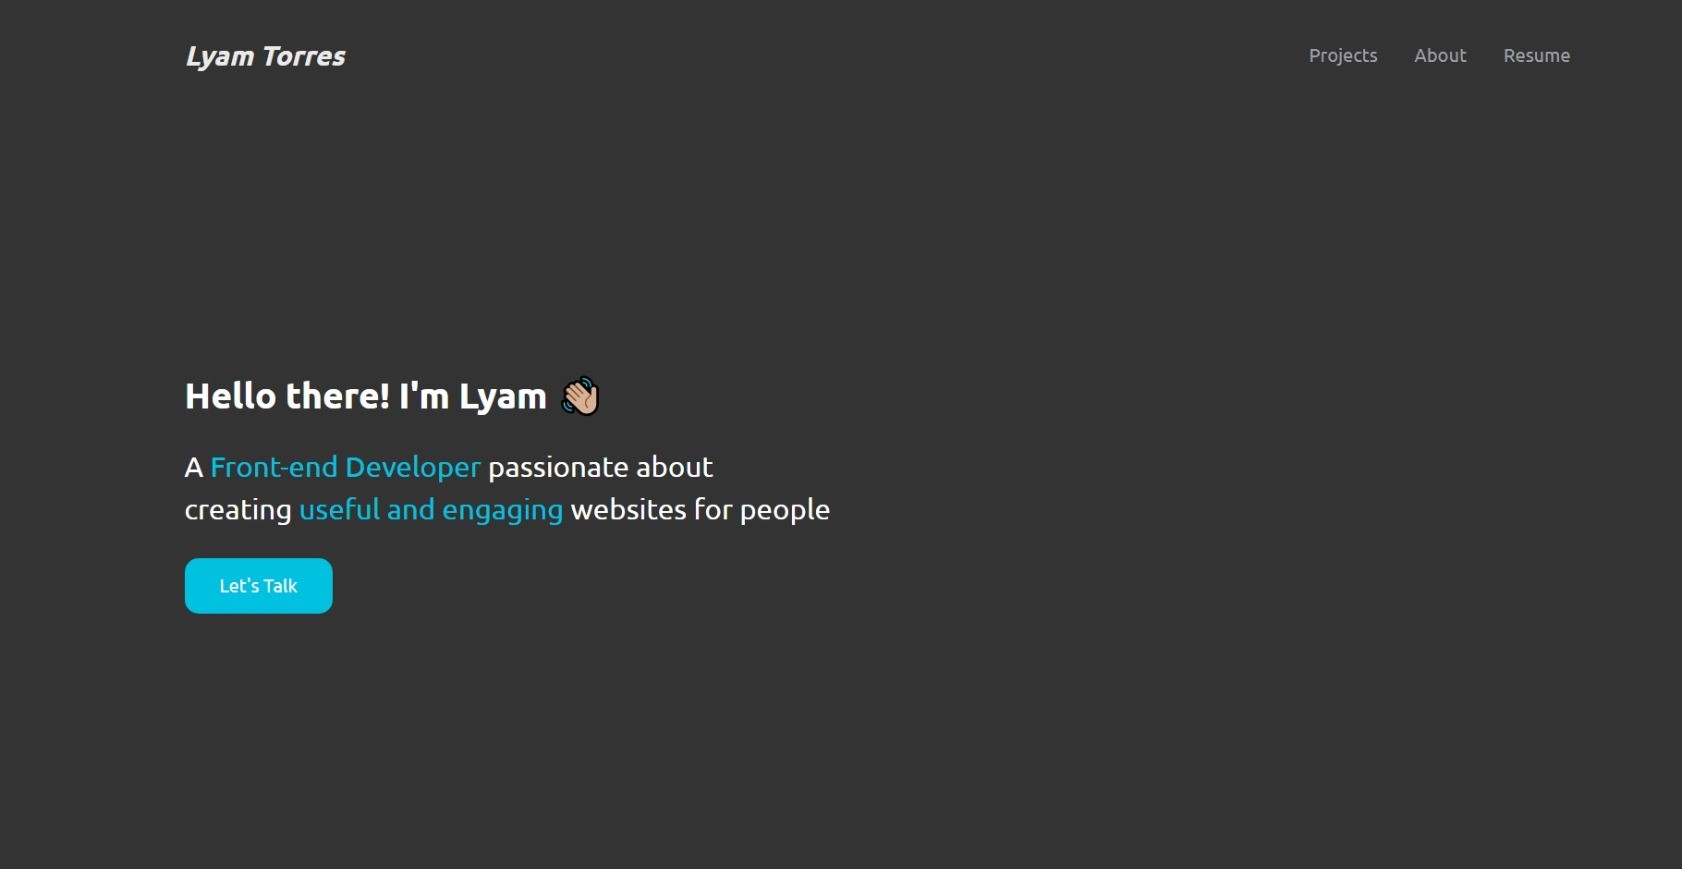 Lyam Torres
Projects About Resume
Hello there! I'm Lyam 👋🏼
A Front-end Developer passionate about
creating useful and engaging websites for people
Let's Talk